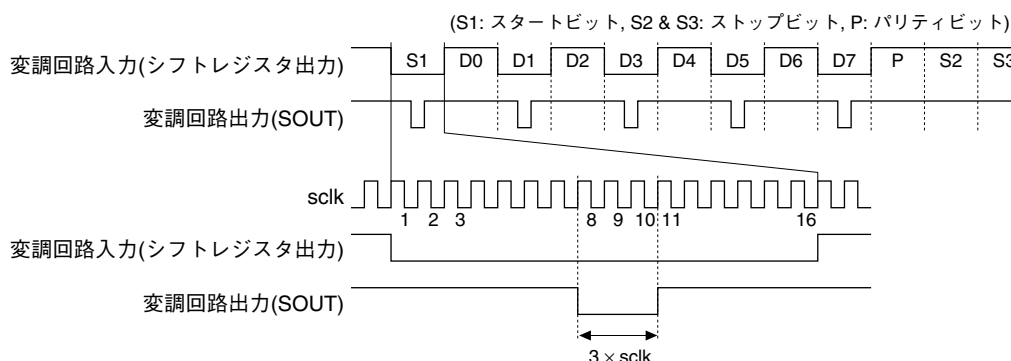 (S1: スタートビット, S2 & S3: ストップビット, P: パリティビット)
変調回路入力(シフトレジスタ出力) S1 D0 D1 D2 D3 D4 D5 D6 D7 P S2 S3
変調回路出力(SOUT)
sclk
1 2 3 8 9 10 11 16
変調回路入力(シフトレジスタ出力)
変調回路出力(SOUT)
3 × sclk